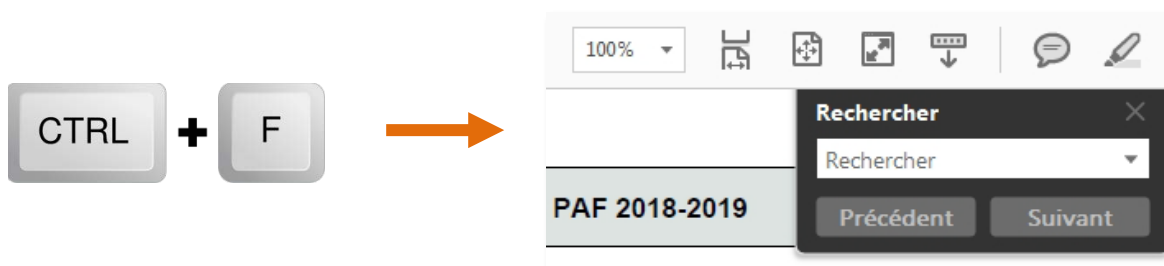 CTRL + F
100%
Rechercher
Rechercher
PAF 2018-2019
Précédent Suivant